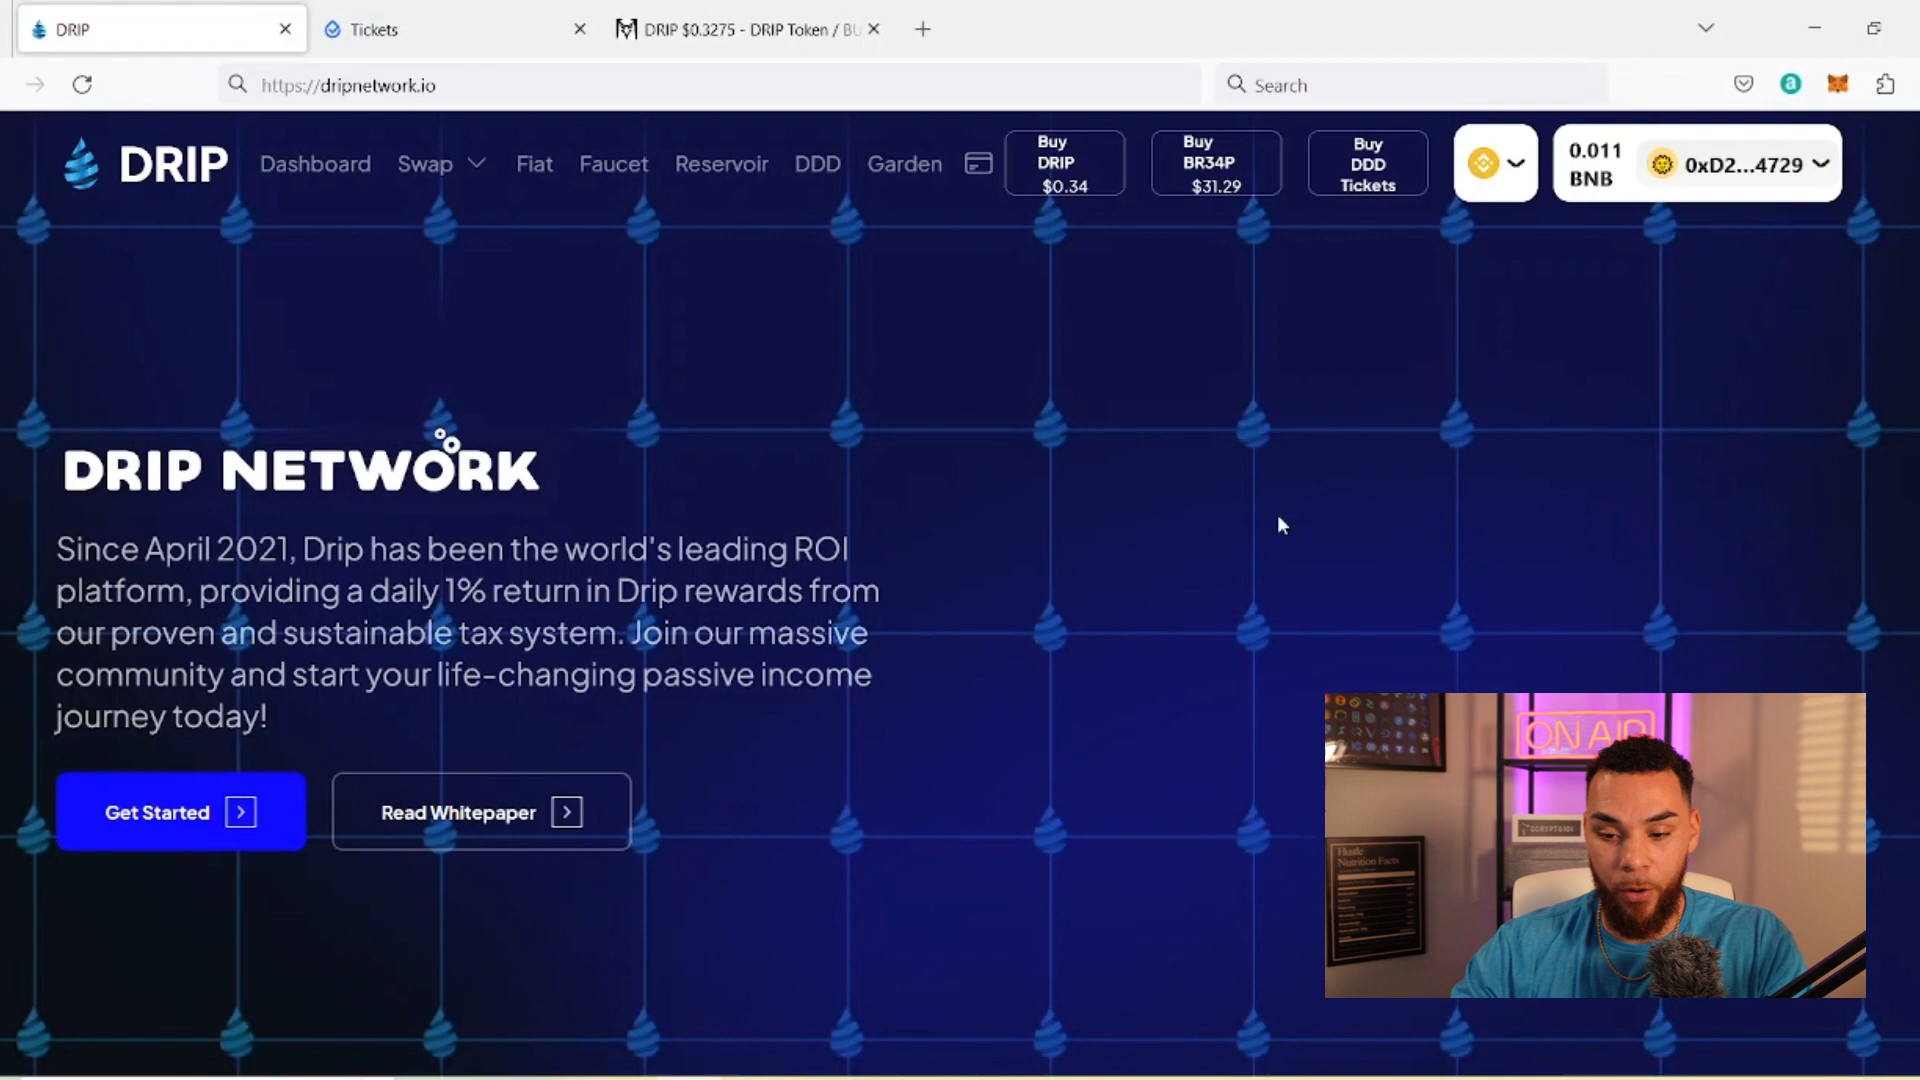 DRIP
Tickets
DRIP $0.3275 - DRIP Token / BU
https://dripnetwork.io
Search
DRIP
Dashboard
Swap
Fiat
Faucet
Reservoir
DDD
Garden
Buy
DRIP
$0.34
Buy
BR34P
$31.29
Buy
DDD
Tickets
0.011
BNB
0xD2...4729
DRIP NETWORK
Since April 2021, Drip has been the world's leading ROI
platform, providing a daily 1% return in Drip rewards from
our proven and sustainable tax system. Join our massive
community and start your life-changing passive income
journey today!
Get Started
Read Whitepaper
ON AIR
Hustle
Nutrition Facts